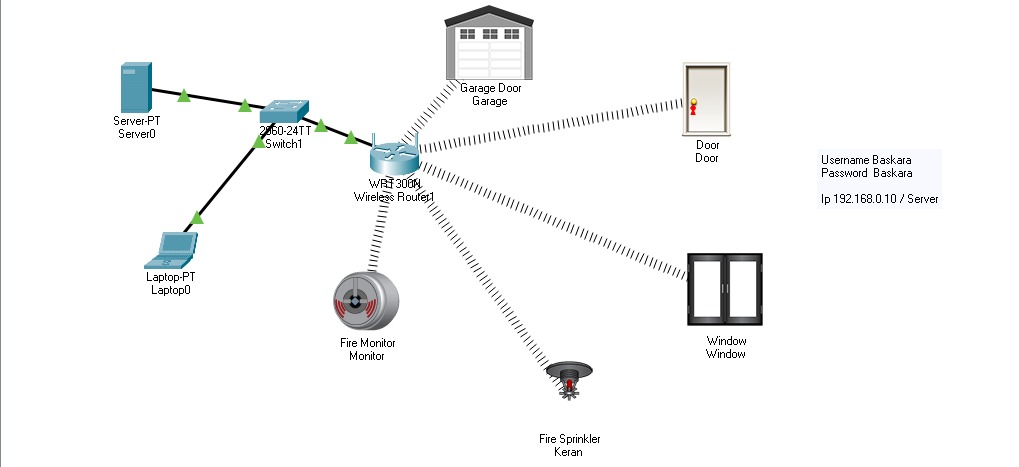 Garage Door
Garage
Server-PT
Server0
2960-24TT
Switch1
Door
Door
Username Baskara
Password Baskara
Ip 192.168.0.10 / Server
WRT300N
Wireless Router1
Laptop-PT
Laptop0
Fire Monitor
Monitor
Window
Window
Fire Sprinkler
Keran